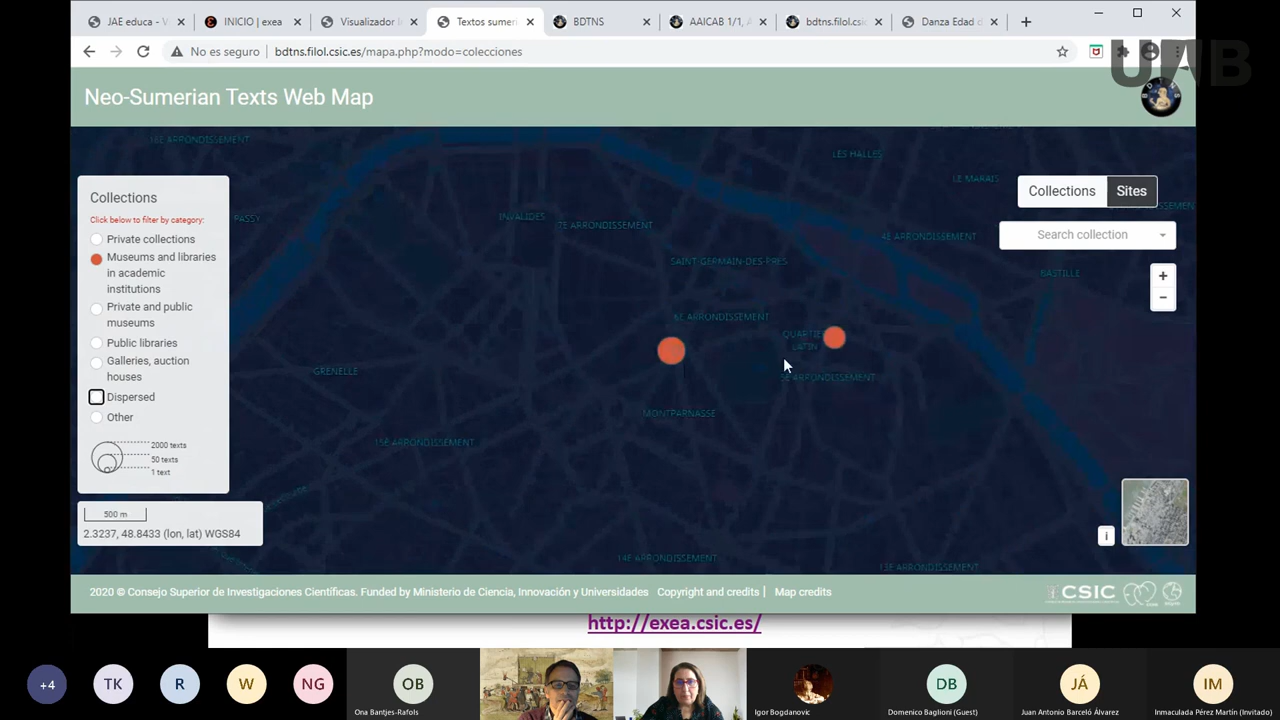 JAE educa - V
INICIO | exea
Visualizador I
Textos sumeri
BDTNS
AAICAB 1/1, A
bdtns.filol.csic
Danza Edad d
No es seguro
bdtns.filol.csic.es/mapa.php?modo=colecciones
UAB
Neo-Sumerian Texts Web Map
LES HALLES
LE MARAIS
PASSY
INVALIDES
7E ARRONDISSEMENT
4E ARRONDISSEMENT
SAINT-GERMAIN-DES-PRÉS
BASTILLE
6E ARRONDISSEMENT
QUARTIER
LATIN
GRENELLE
5E ARRONDISSEMENT
MONTPARNASSE
15E ARRONDISSEMENT
14E ARRONDISSEMENT
13E ARRONDISSEMENT
Collections
Click below to filter by category:
Private collections
Museums and libraries
in academic
institutions
Private and public
museums
Public libraries
Galleries, auction
houses
Dispersed
Other
2000 texts
50 texts
1 text
500 m
2.3237, 48.8433 (lon, lat) WGS84
Collections
Sites
Search collection
+
−
i
2020 © Consejo Superior de Investigaciones Científicas. Funded by Ministerio de Ciencia, Innovación y Universidades
Copyright and credits |
Map credits
CSIC
http://exea.csic.es/
+4
TK
R
W
NG
OB
Ona Bantjes-Rafols
Igor Bogdanovic
DB
Domenico Baglioni (Guest)
JÁ
Juan Antonio Barceló Álvarez
IM
Inmaculada Pérez Martín (Invitado)